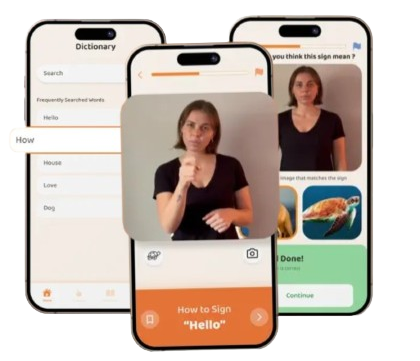 Dictionary
Search
Frequently Searched Words
Hello
How
House
Love
Dog
How to Sign
"Hello"
you think this sign mean ?
image that matches the sign
Done!
Continue